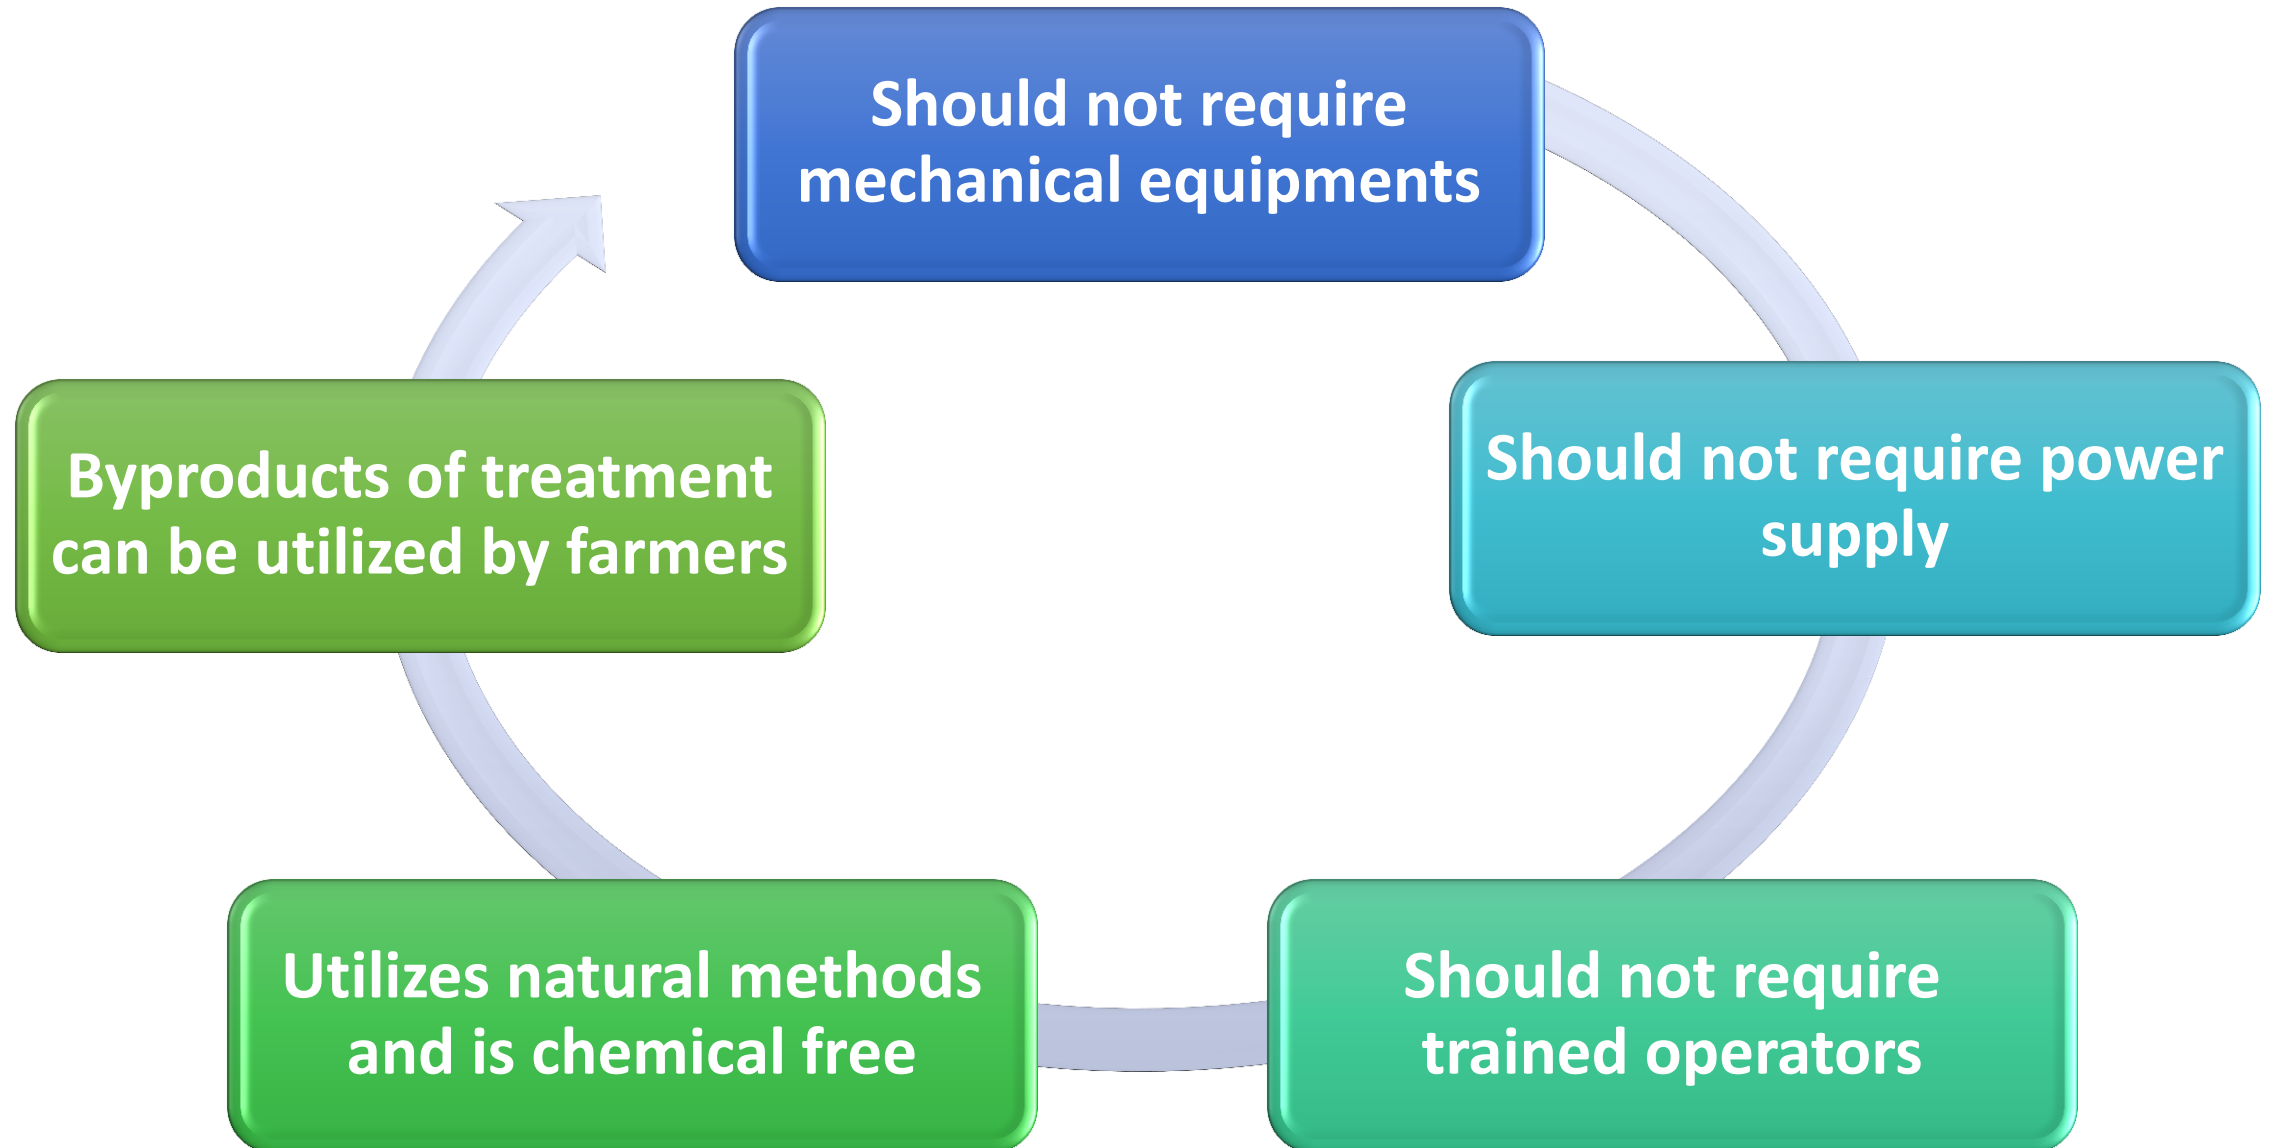 Should not require
mechanical equipments
Should not require power
supply
Should not require
trained operators
Utilizes natural methods
and is chemical free
Byproducts of treatment
can be utilized by farmers